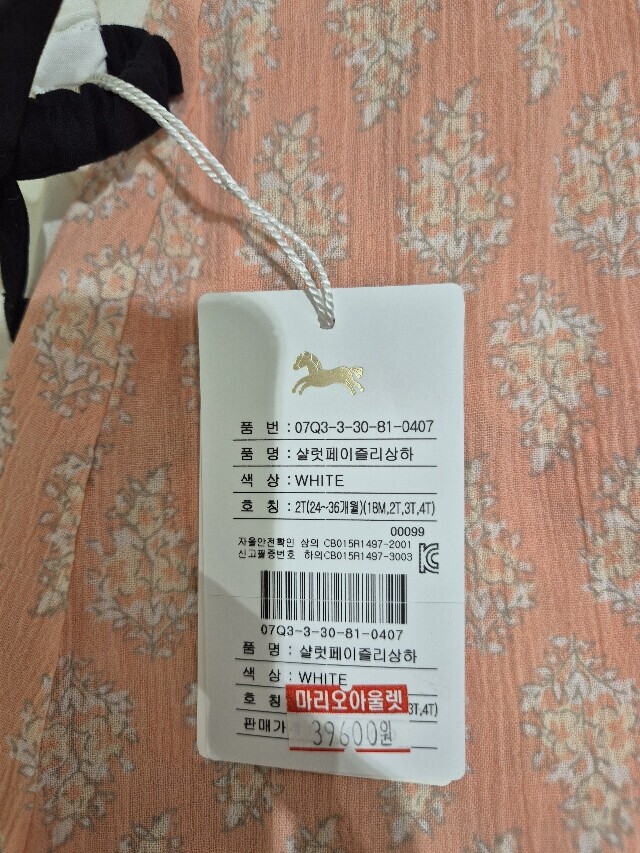 품 번 : 07Q3-3-30-81-0407
품 명 : 샬럿페이즐리상하
색 상 : WHITE
호 칭 : 2T(24~36개월)(18M,2T,3T,4T)
00099
자율안전확인 상의 CB015R1497-2001
신고필증번호 하의CB015R1497-3003
07Q3-3-30-81-0407
품 명 : 샬럿페이즐리상하
색 상 : WHITE
호 칭 마리오아울렛 3T,4T)
판매가 39600원